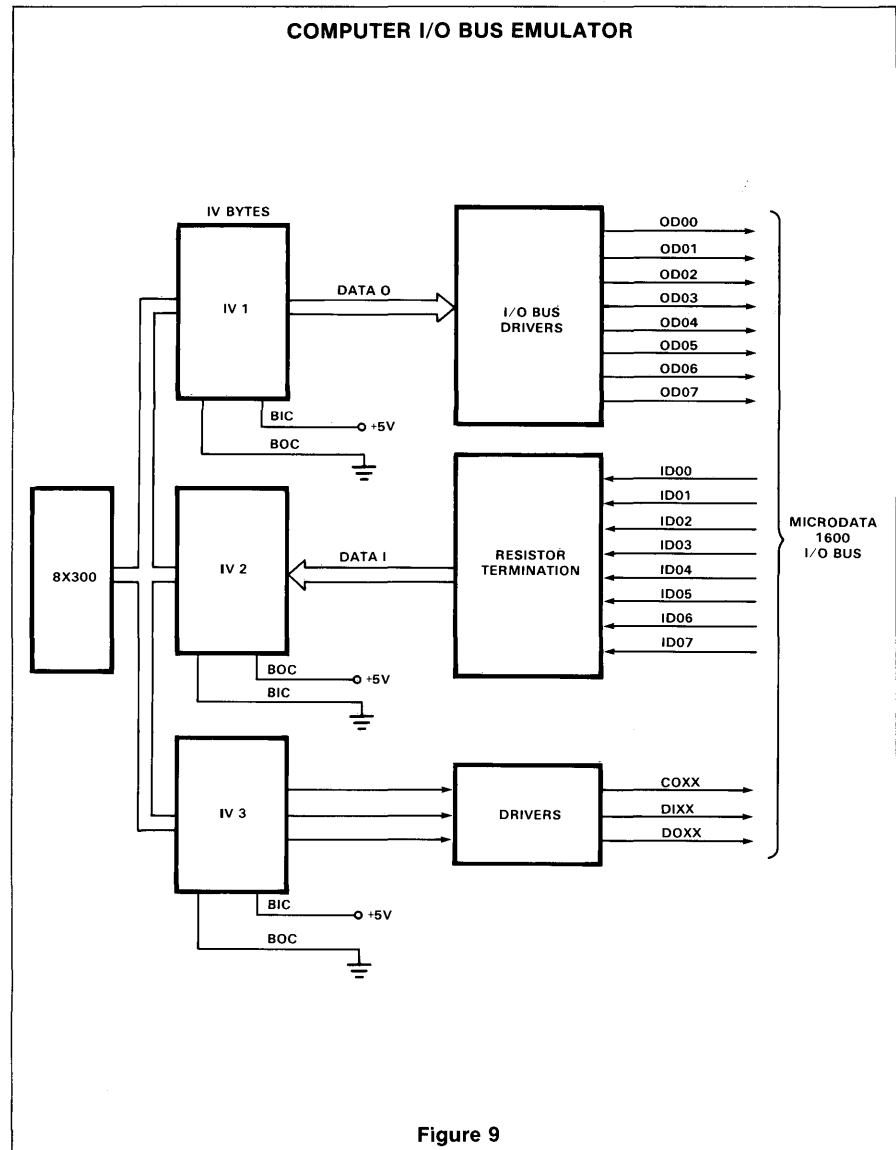 COMPUTER I/O BUS EMULATOR
IV BYTES
IV 1
DATA O
I/O BUS
DRIVERS
OD00
OD01
OD02
OD03
OD04
OD05
OD06
OD07
BIC
+5V
BOC
8X300
IV 2
DATA I
RESISTOR
TERMINATION
ID00
ID01
ID02
ID03
ID04
ID05
ID06
ID07
MICRODATA
1600
I/O BUS
BOC
+5V
BIC
IV 3
DRIVERS
COXX
DIXX
DOXX
BIC
+5V
BOC
Figure 9